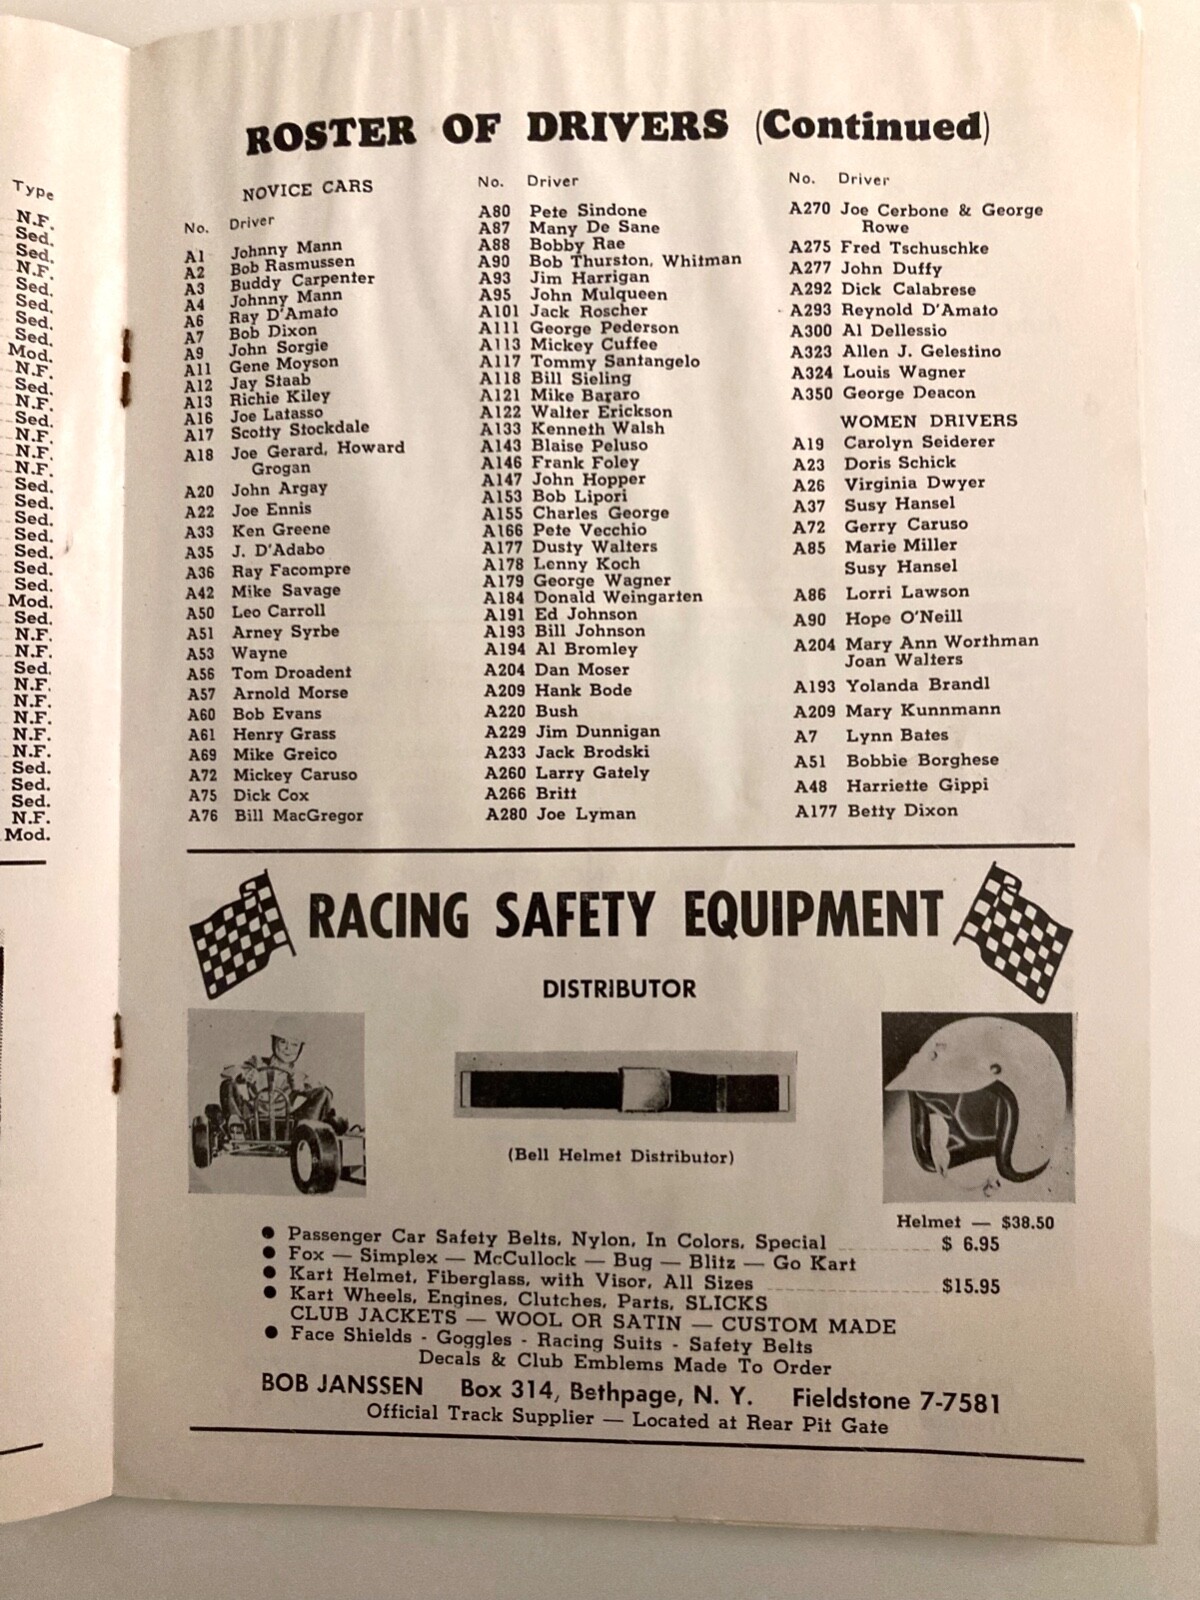 Type
N.F.
Sed.
Sed.
N.F.
Sed.
Sed.
Sed.
Sed.
Mod.
N.F.
Sed.
N.F.
Sed.
N.F.
N.F.
N.F.
Sed.
Sed.
Sed.
Sed.
Sed.
Sed.
Sed.
Mod.
Sed.
N.F.
N.F.
Sed.
N.F.
N.F.
N.F.
N.F.
N.F.
Sed.
Sed.
Sed.
N.F.
Mod.
ROSTER OF DRIVERS (Continued)
NOVICE CARS
No. Driver
A1 Johnny Mann
A2 Bob Rasmussen
A3 Buddy Carpenter
A4 Johnny Mann
A6 Ray D'Amato
A7 Bob Dixon
A9 John Sorgie
A11 Gene Moyson
A12 Jay Staab
A13 Richie Kiley
A16 Joe Latasso
A17 Scotty Stockdale
A18 Joe Gerard, Howard
Grogan
A20 John Argay
A22 Joe Ennis
A33 Ken Greene
A35 J. D'Adabo
A36 Ray Facompre
A42 Mike Savage
A50 Leo Carroll
A51 Arney Syrbe
A53 Wayne
A56 Tom Droadent
A57 Arnold Morse
A60 Bob Evans
A61 Henry Grass
A69 Mike Greico
A72 Mickey Caruso
A75 Dick Cox
A76 Bill MacGregor
No. Driver
A80 Pete Sindone
A87 Many De Sane
A88 Bobby Rae
A90 Bob Thurston, Whitman
A93 Jim Harrigan
A95 John Mulqueen
A101 Jack Roscher
A111 George Pederson
A113 Mickey Cuffee
A117 Tommy Santangelo
A118 Bill Sieling
A121 Mike Bararo
A122 Walter Erickson
A133 Kenneth Walsh
A143 Blaise Peluso
A146 Frank Foley
A147 John Hopper
A153 Bob Lipori
A155 Charles George
A166 Pete Vecchio
A177 Dusty Walters
A178 Lenny Koch
A179 George Wagner
A184 Donald Weingarten
A191 Ed Johnson
A193 Bill Johnson
A194 Al Bromley
A204 Dan Moser
A209 Hank Bode
A220 Bush
A229 Jim Dunnigan
A233 Jack Brodski
A260 Larry Gately
A266 Britt
A280 Joe Lyman
No. Driver
A270 Joe Cerbone & George
Rowe
A275 Fred Tschuschke
A277 John Duffy
A292 Dick Calabrese
A293 Reynold D'Amato
A300 Al Dellessio
A323 Allen J. Gelestino
A324 Louis Wagner
A350 George Deacon
WOMEN DRIVERS
A19 Carolyn Seiderer
A23 Doris Schick
A26 Virginia Dwyer
A37 Susy Hansel
A72 Gerry Caruso
A85 Marie Miller
Susy Hansel
A86 Lorri Lawson
A90 Hope O'Neill
A204 Mary Ann Worthman
Joan Walters
A193 Yolanda Brandl
A209 Mary Kunnmann
A7 Lynn Bates
A51 Bobbie Borghese
A48 Harriette Gippi
A177 Betty Dixon
RACING SAFETY EQUIPMENT
DISTRIBUTOR
(Bell Helmet Distributor)
Helmet — $38.50
● Passenger Car Safety Belts, Nylon, In Colors, Special $ 6.95
● Fox — Simplex — McCullock — Bug — Blitz — Go Kart
● Kart Helmet, Fiberglass, with Visor, All Sizes $15.95
● Kart Wheels, Engines, Clutches, Parts, SLICKS
CLUB JACKETS — WOOL OR SATIN — CUSTOM MADE
● Face Shields - Goggles - Racing Suits - Safety Belts
Decals & Club Emblems Made To Order
BOB JANSSEN Box 314, Bethpage, N. Y. Fieldstone 7-7581
Official Track Supplier — Located at Rear Pit Gate